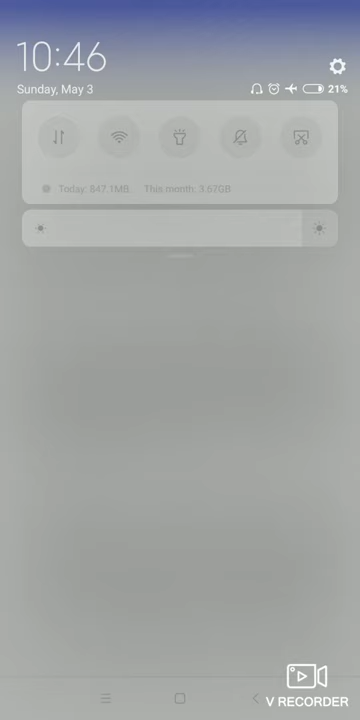 10:46
Sunday, May 3
21%
Today: 847.1MB
This month: 3.67GB
V RECORDER